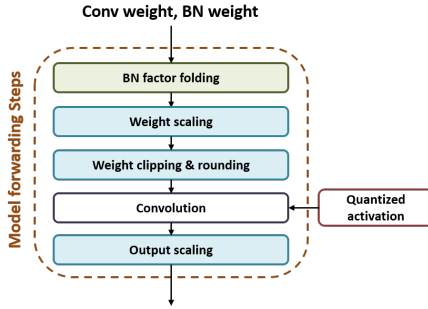 Conv weight, BN weight
Model forwarding Steps
BN factor folding
Weight scaling
Weight clipping & rounding
Convolution
Quantized
activation
Output scaling